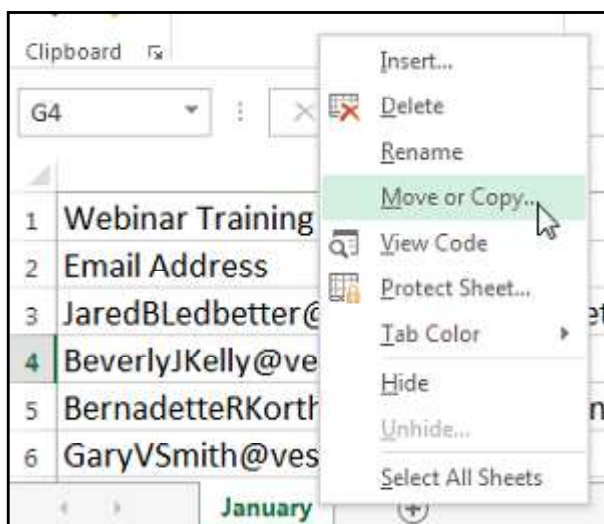 Clipboard
G4
Insert...
Delete
Rename
Move or Copy...
View Code
Protect Sheet...
Tab Color
Hide
Unhide...
Select All Sheets
1 Webinar Training
2 Email Address
3 JaredBLedbetter@
4 BeverlyJKelly@ve
5 BernadetteRKorth
6 GaryVSmith@ves
January